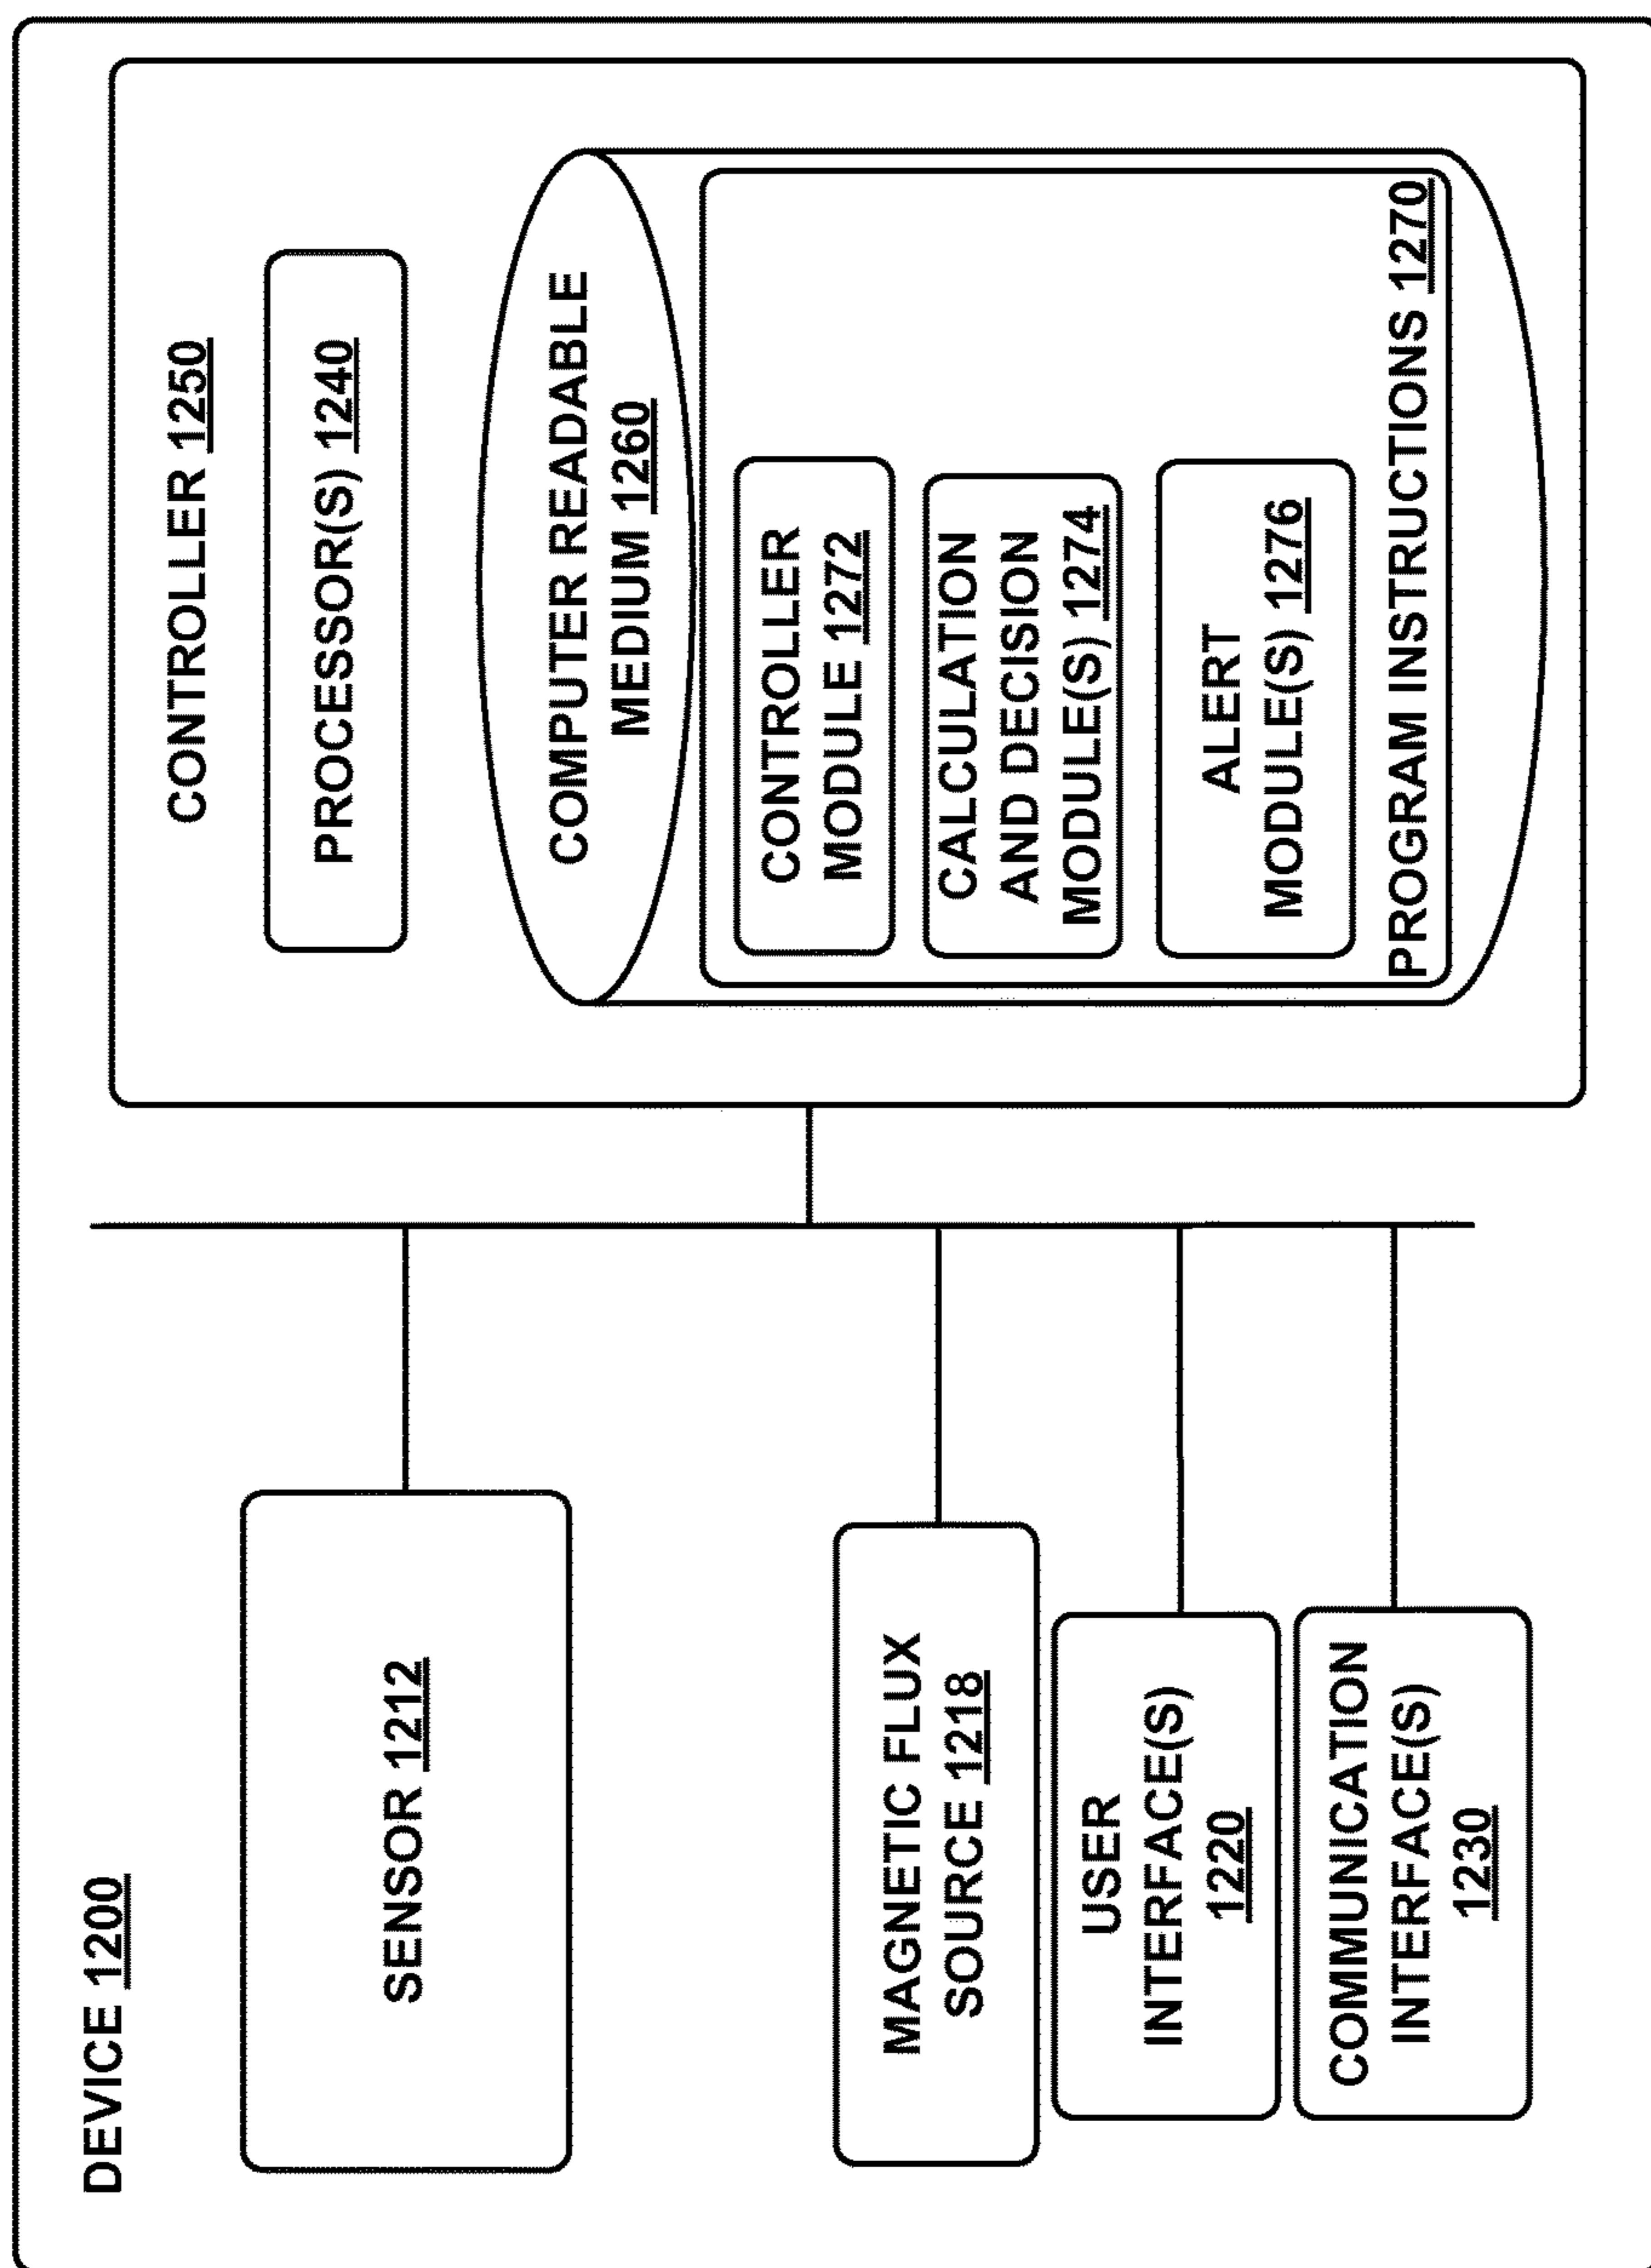 DEVICE 1200
SENSOR 1212
MAGNETIC FLUX
SOURCE 1218
USER
INTERFACE(S)
1220
COMMUNICATION
INTERFACE(S)
1230
CONTROLLER 1250
PROCESSOR(S) 1240
COMPUTER READABLE
MEDIUM 1260
CONTROLLER
MODULE 1272
CALCULATION
AND DECISION
MODULE(S) 1274
ALERT
MODULE(S) 1276
PROGRAM INSTRUCTIONS 1270